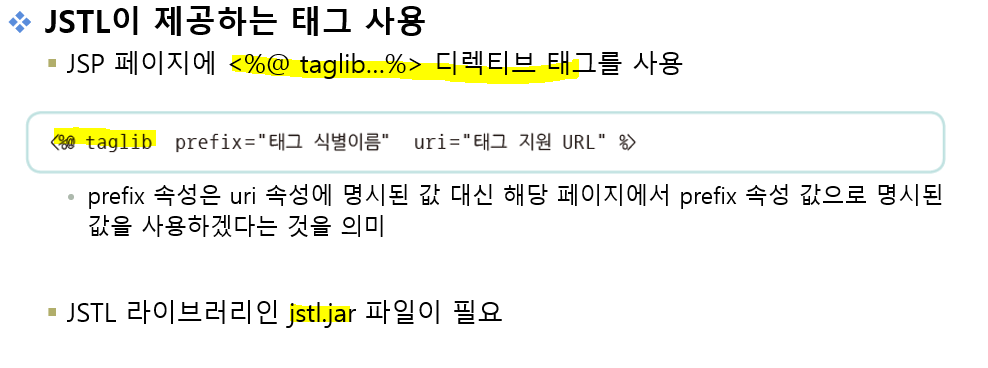 JSTL이 제공하는 태그 사용
JSP 페이지에 <%@ taglib…%> 디렉티브 태그를 사용
<%@ taglib prefix="태그 식별이름" uri="태그 지원 URL" %>
prefix 속성은 uri 속성에 명시된 값 대신 해당 페이지에서 prefix 속성 값으로 명시된
값을 사용하겠다는 것을 의미
JSTL 라이브러리인 jstl.jar 파일이 필요